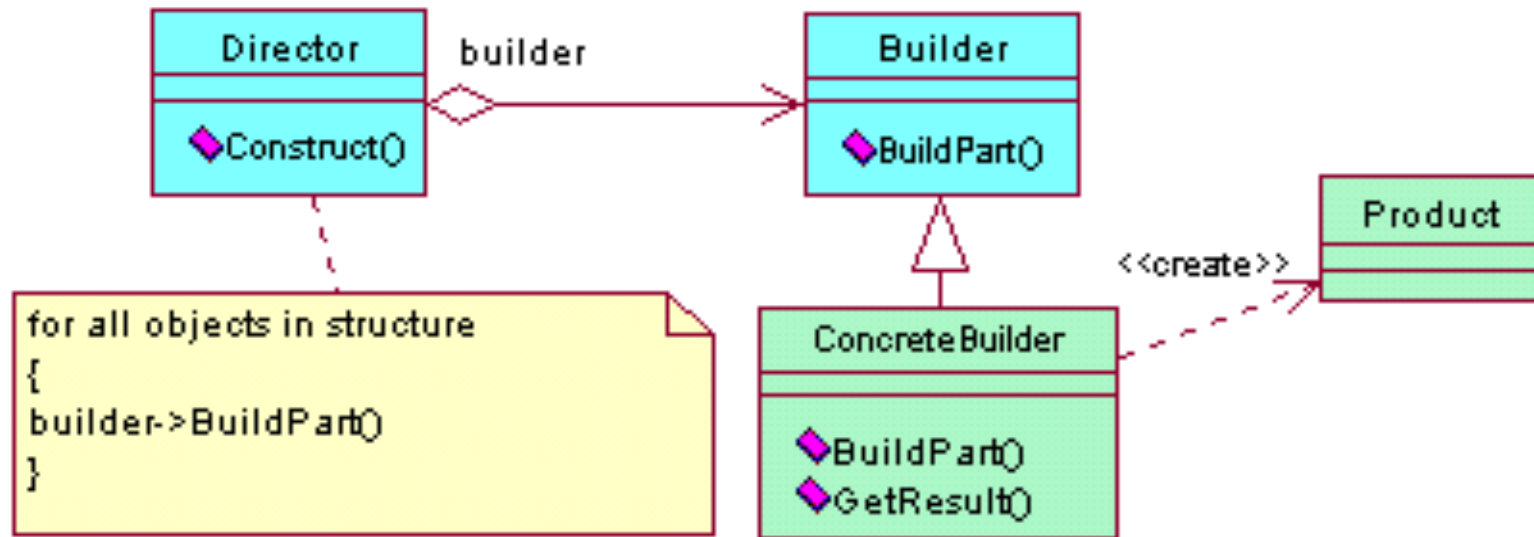 Director
builder
Builder
Construct()
BuildPart()
Product
<<create>>
for all objects in structure
{
builder->BuildPart()
}
ConcreteBuilder
BuildPart()
GetResult()